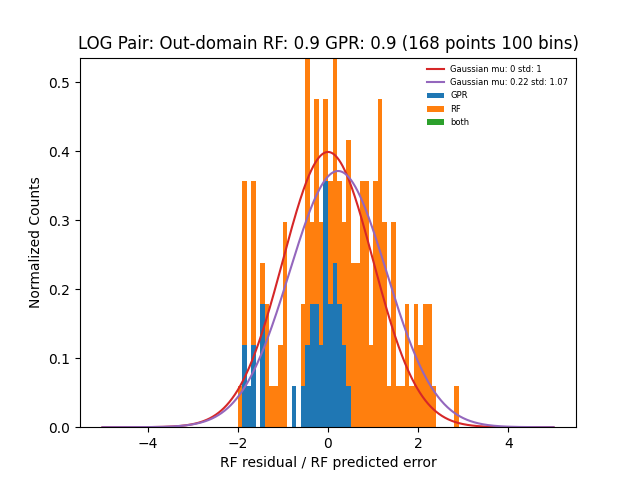 LOG Pair: Out-domain RF: 0.9 GPR: 0.9 (168 points 100 bins)
Gaussian mu: 0 std: 1
Gaussian mu: 0.22 std: 1.07
GPR
RF
both
0.5
0.4
0.3
0.2
0.1
0.0
Normalized Counts
−4 −2 0 2 4
RF residual / RF predicted error